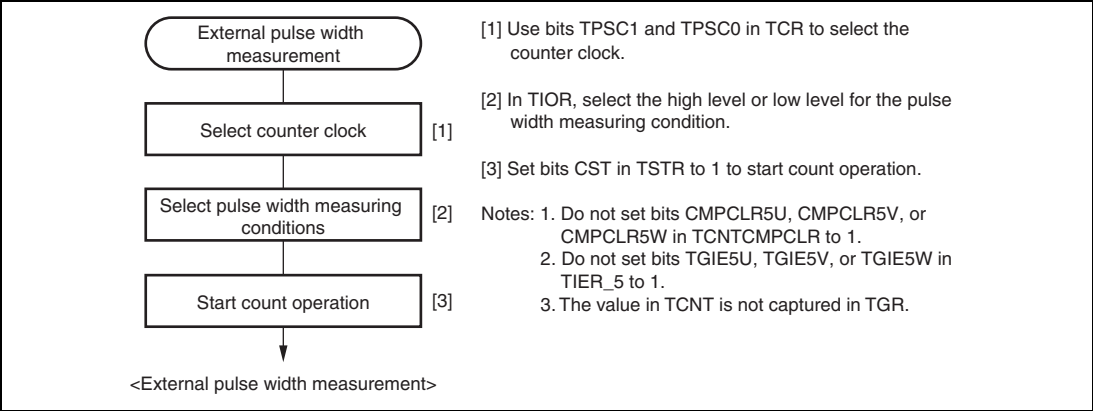 External pulse width
measurement
Select counter clock
[1]
Select pulse width measuring
conditions
[2]
Start count operation
[3]
<External pulse width measurement>
[1] Use bits TPSC1 and TPSC0 in TCR to select the
counter clock.
[2] In TIOR, select the high level or low level for the pulse
width measuring condition.
[3] Set bits CST in TSTR to 1 to start count operation.
Notes: 1. Do not set bits CMPCLR5U, CMPCLR5V, or
CMPCLR5W in TCNTCMPCLR to 1.
2. Do not set bits TGIE5U, TGIE5V, or TGIE5W in
TIER_5 to 1.
3. The value in TCNT is not captured in TGR.